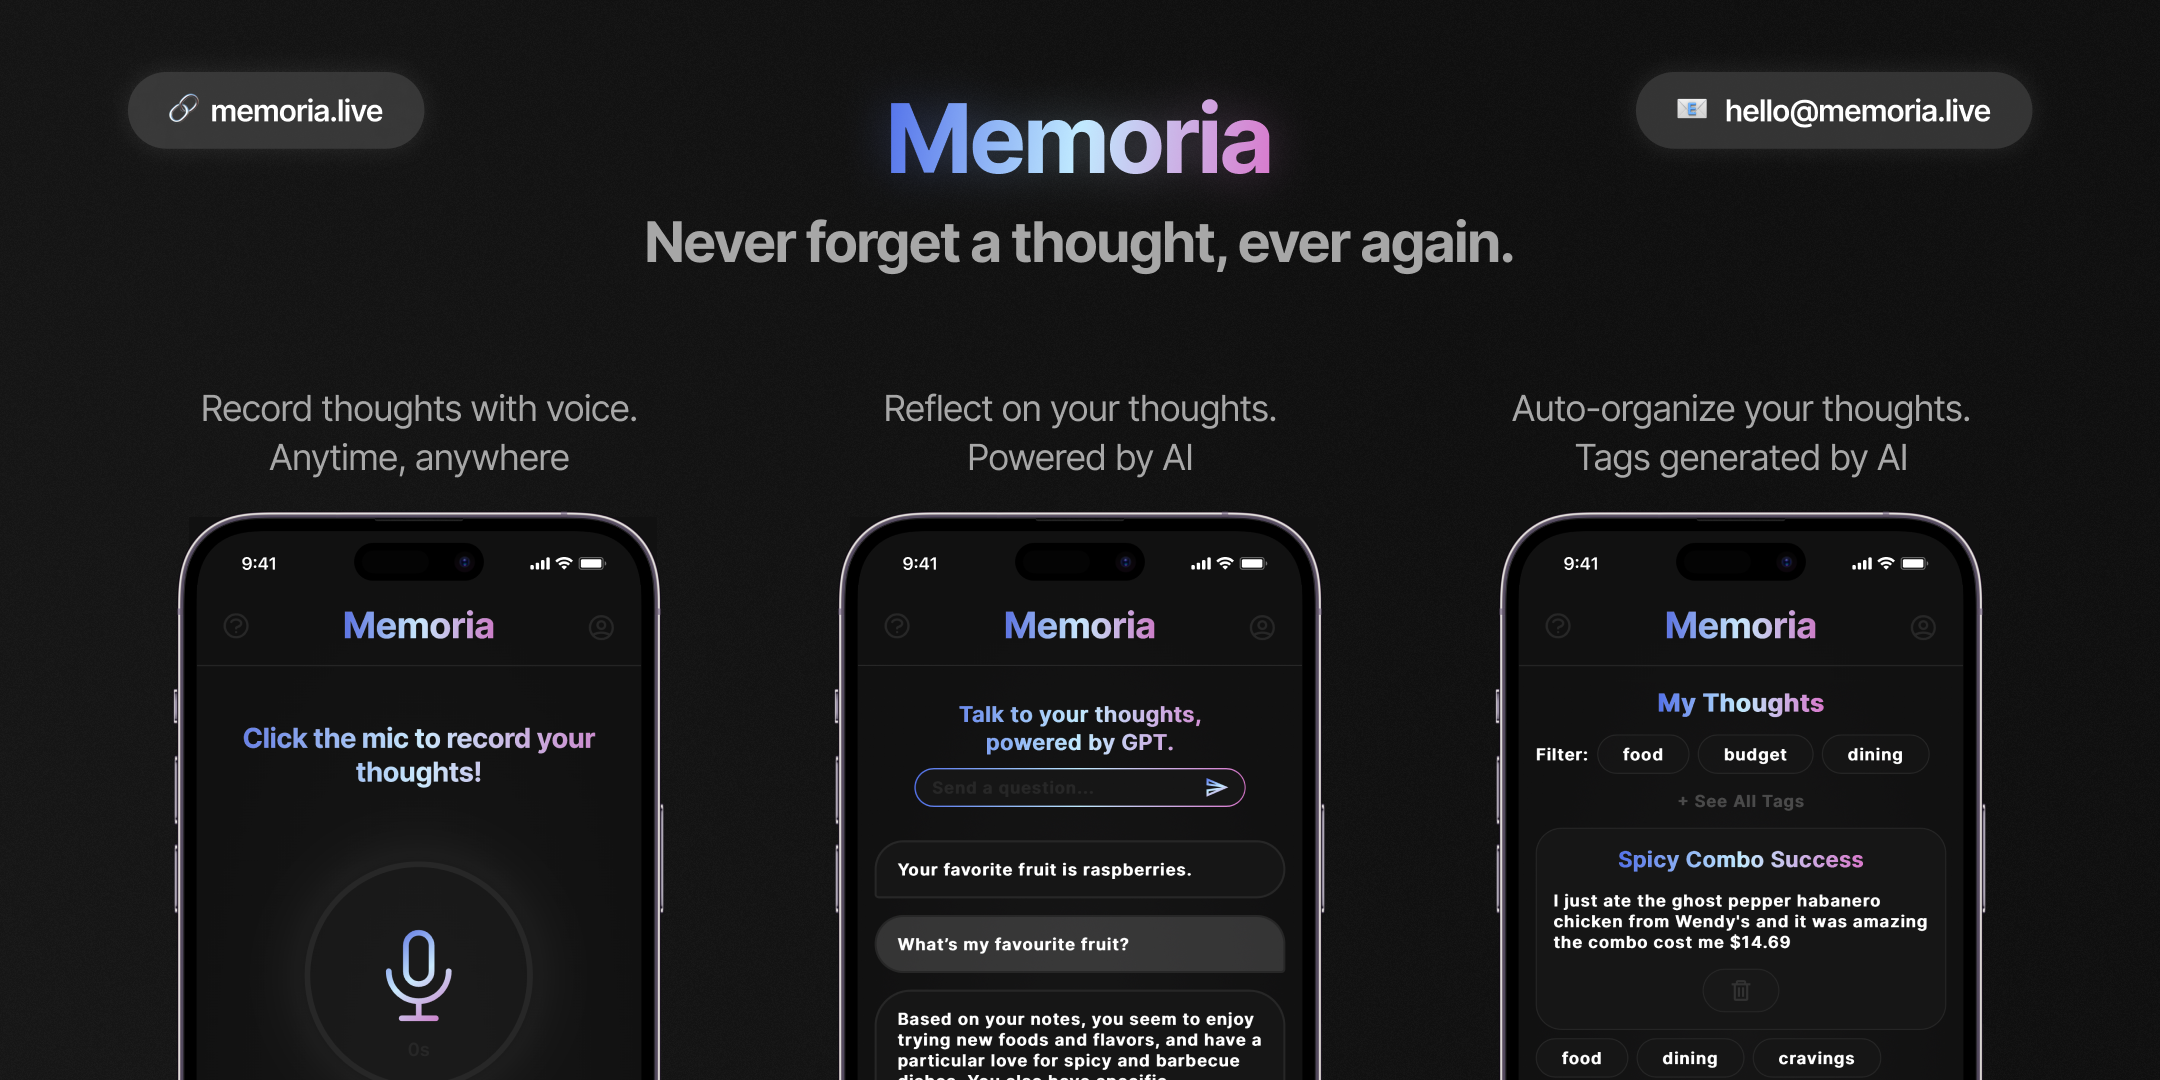 memoria.live
Memoria
hello@memoria.live
Never forget a thought, ever again.
Record thoughts with voice.
Anytime, anywhere
9:41
Memoria
Click the mic to record your
thoughts!
0s
Reflect on your thoughts.
Powered by AI
9:41
Memoria
Talk to your thoughts,
powered by GPT.
Send a question...
Your favorite fruit is raspberries.
What's my favourite fruit?
Based on your notes, you seem to enjoy
trying new foods and flavors, and have a
particular love for spicy and barbecue
dishes. You also have specific
Auto-organize your thoughts.
Tags generated by AI
9:41
Memoria
My Thoughts
Filter: food budget dining
+ See All Tags
Spicy Combo Success
I just ate the ghost pepper habanero
chicken from Wendy's and it was amazing
the combo cost me $14.69
food dining cravings